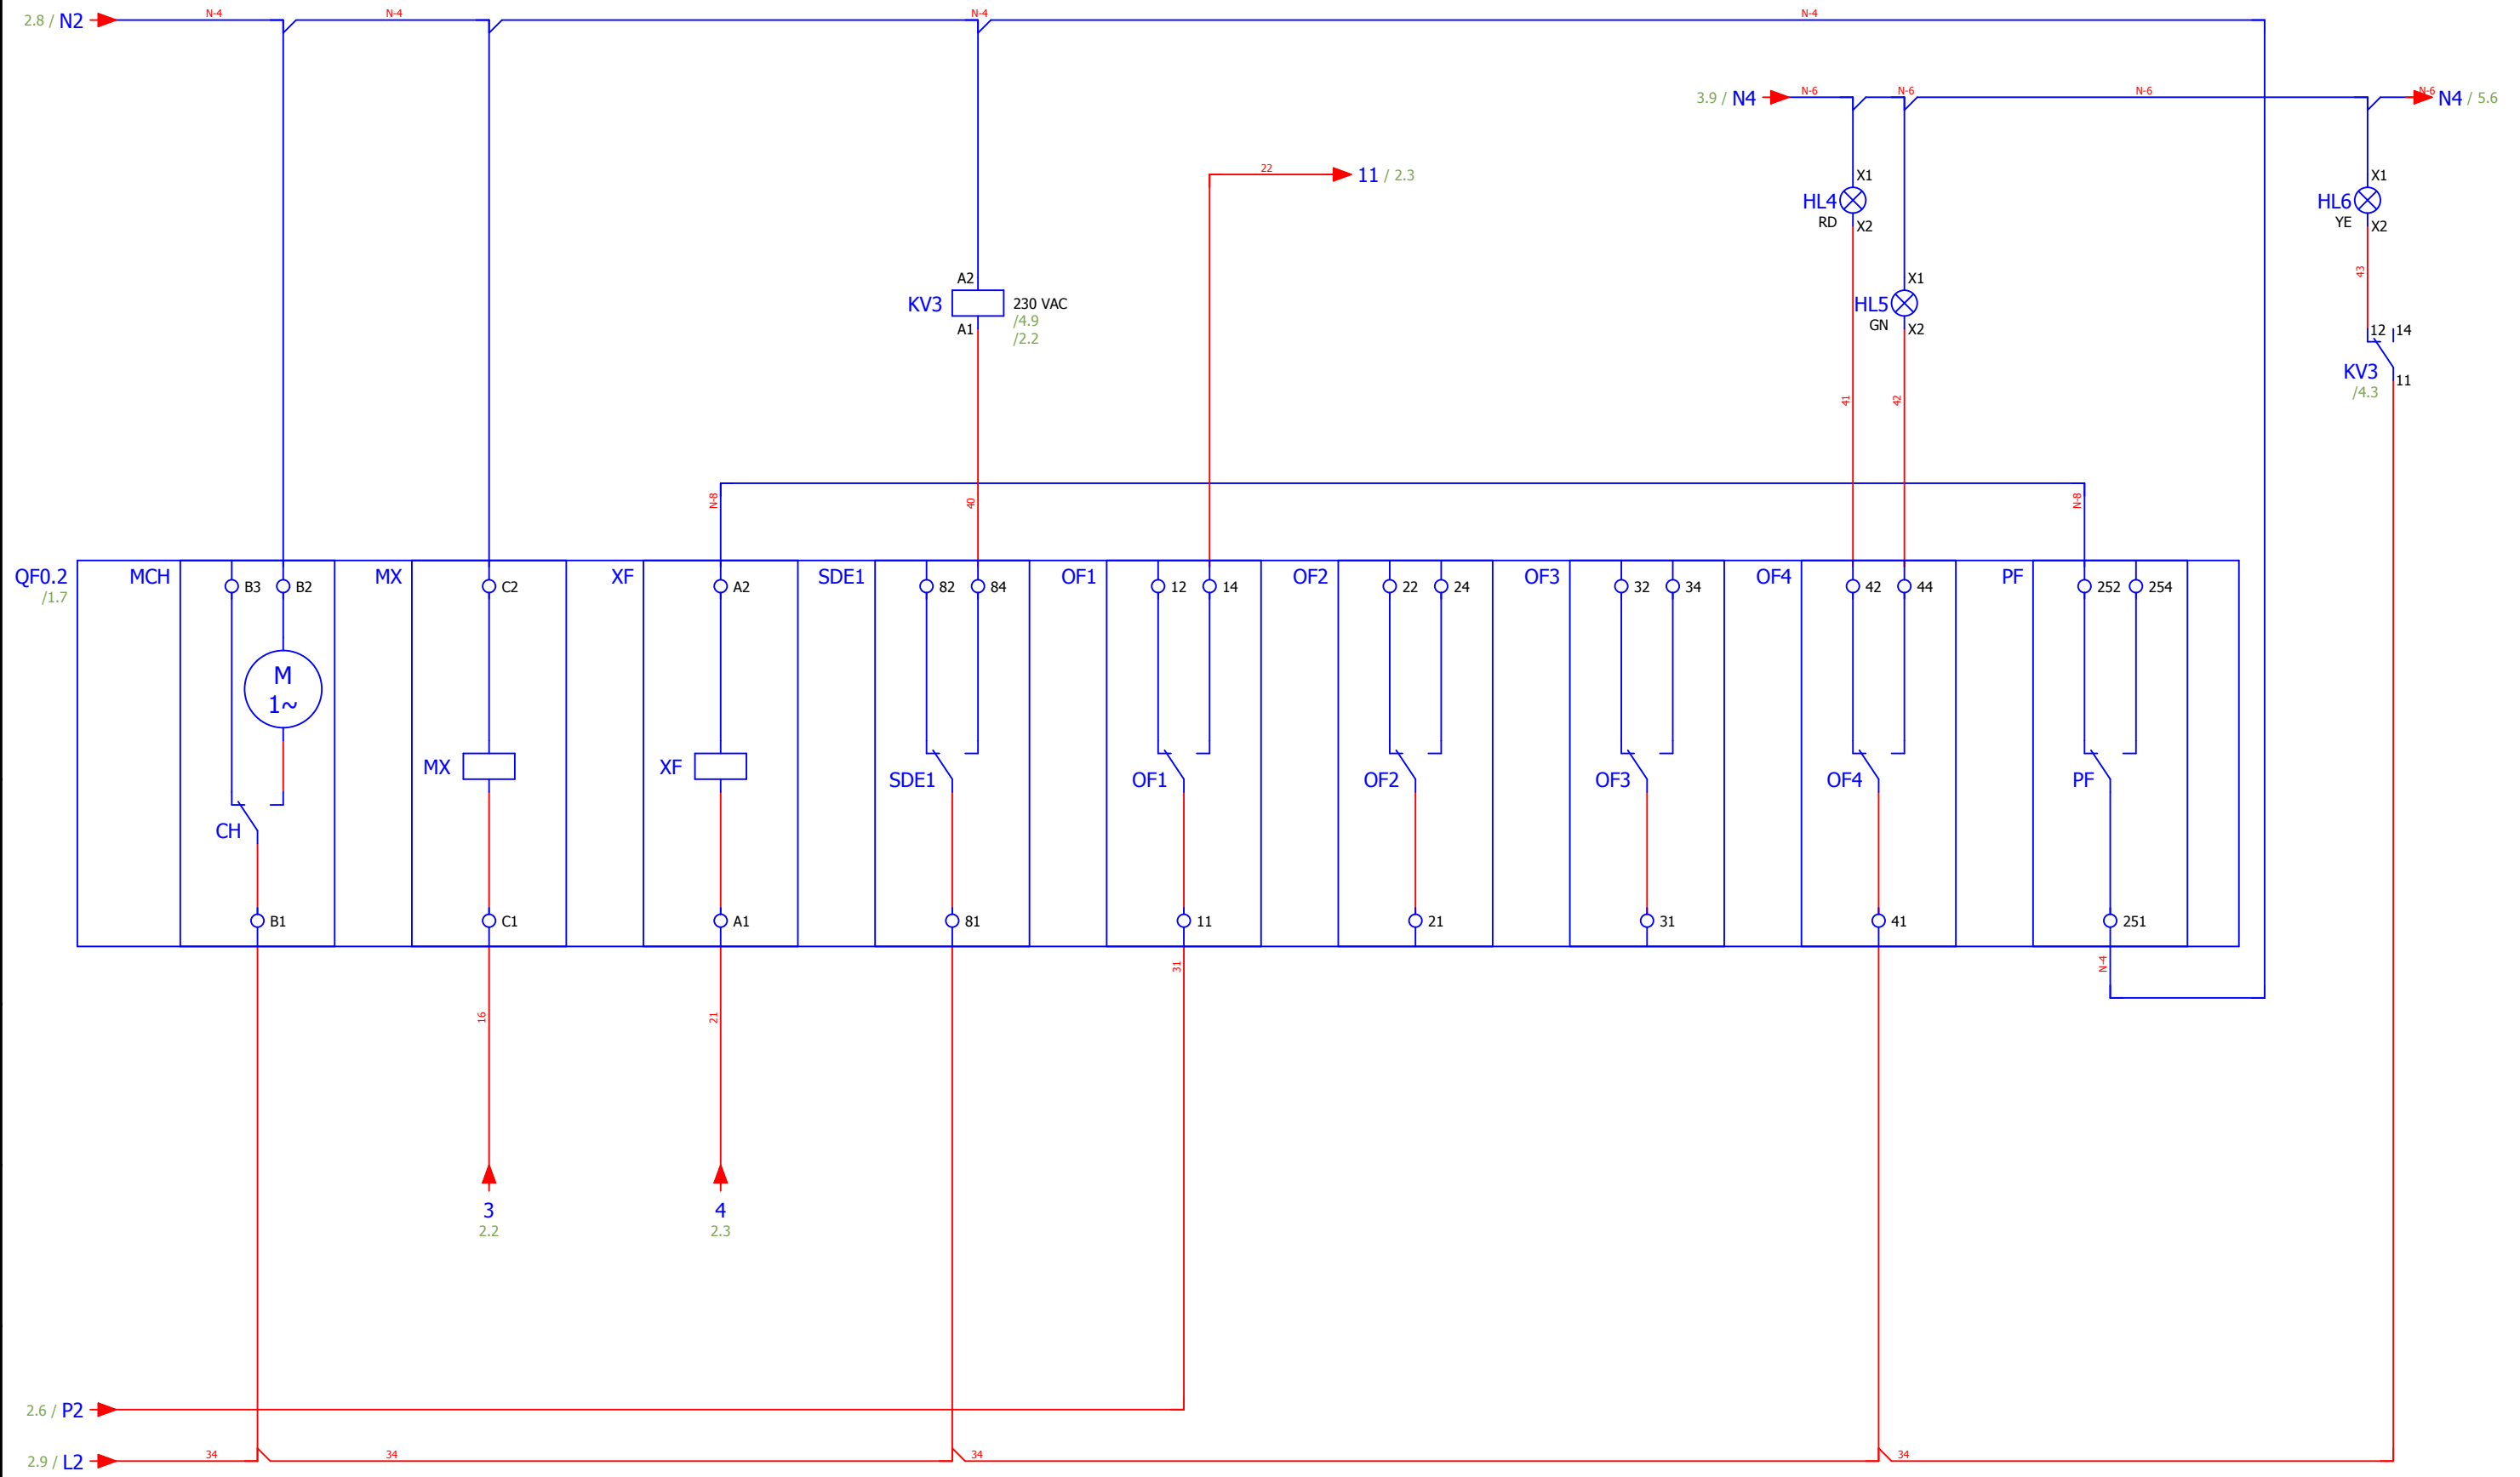 2.8 / N2
N-4
N-4
N-4
N-4
3.9 / N4
N-6
N-6
N-6
N-6
N4 / 5.6
22
11 / 2.3
X1
HL4
RD
X2
X1
HL6
YE
X2
A2
KV3
230 VAC
/4.9
/2.2
A1
X1
HL5
GN
X2
43
12
14
KV3
/4.3
11
41
42
N-8
40
N-8
QF0.2
/1.7
MCH
B3
B2
MX
C2
XF
A2
SDE1
82
84
OF1
12
14
OF2
22
24
OF3
32
34
OF4
42
44
PF
252
254
M
1~
CH
MX
XF
SDE1
OF1
OF2
OF3
OF4
PF
B1
C1
A1
81
11
21
31
41
251
16
21
31
N-4
3
2.2
4
2.3
2.6 / P2
2.9 / L2
34
34
34
34